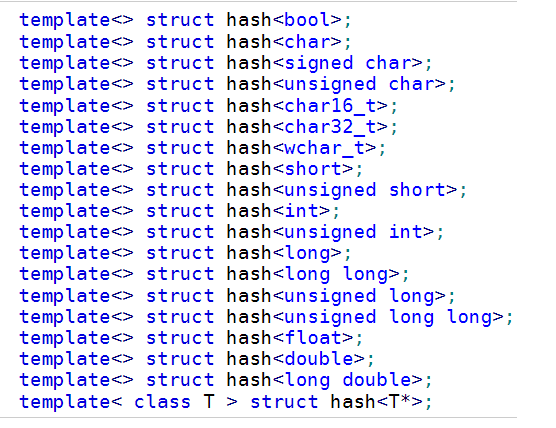 template<> struct hash<bool>;
template<> struct hash<char>;
template<> struct hash<signed char>;
template<> struct hash<unsigned char>;
template<> struct hash<char16_t>;
template<> struct hash<char32_t>;
template<> struct hash<wchar_t>;
template<> struct hash<short>;
template<> struct hash<unsigned short>;
template<> struct hash<int>;
template<> struct hash<unsigned int>;
template<> struct hash<long>;
template<> struct hash<long long>;
template<> struct hash<unsigned long>;
template<> struct hash<unsigned long long>;
template<> struct hash<float>;
template<> struct hash<double>;
template<> struct hash<long double>;
template< class T > struct hash<T*>;